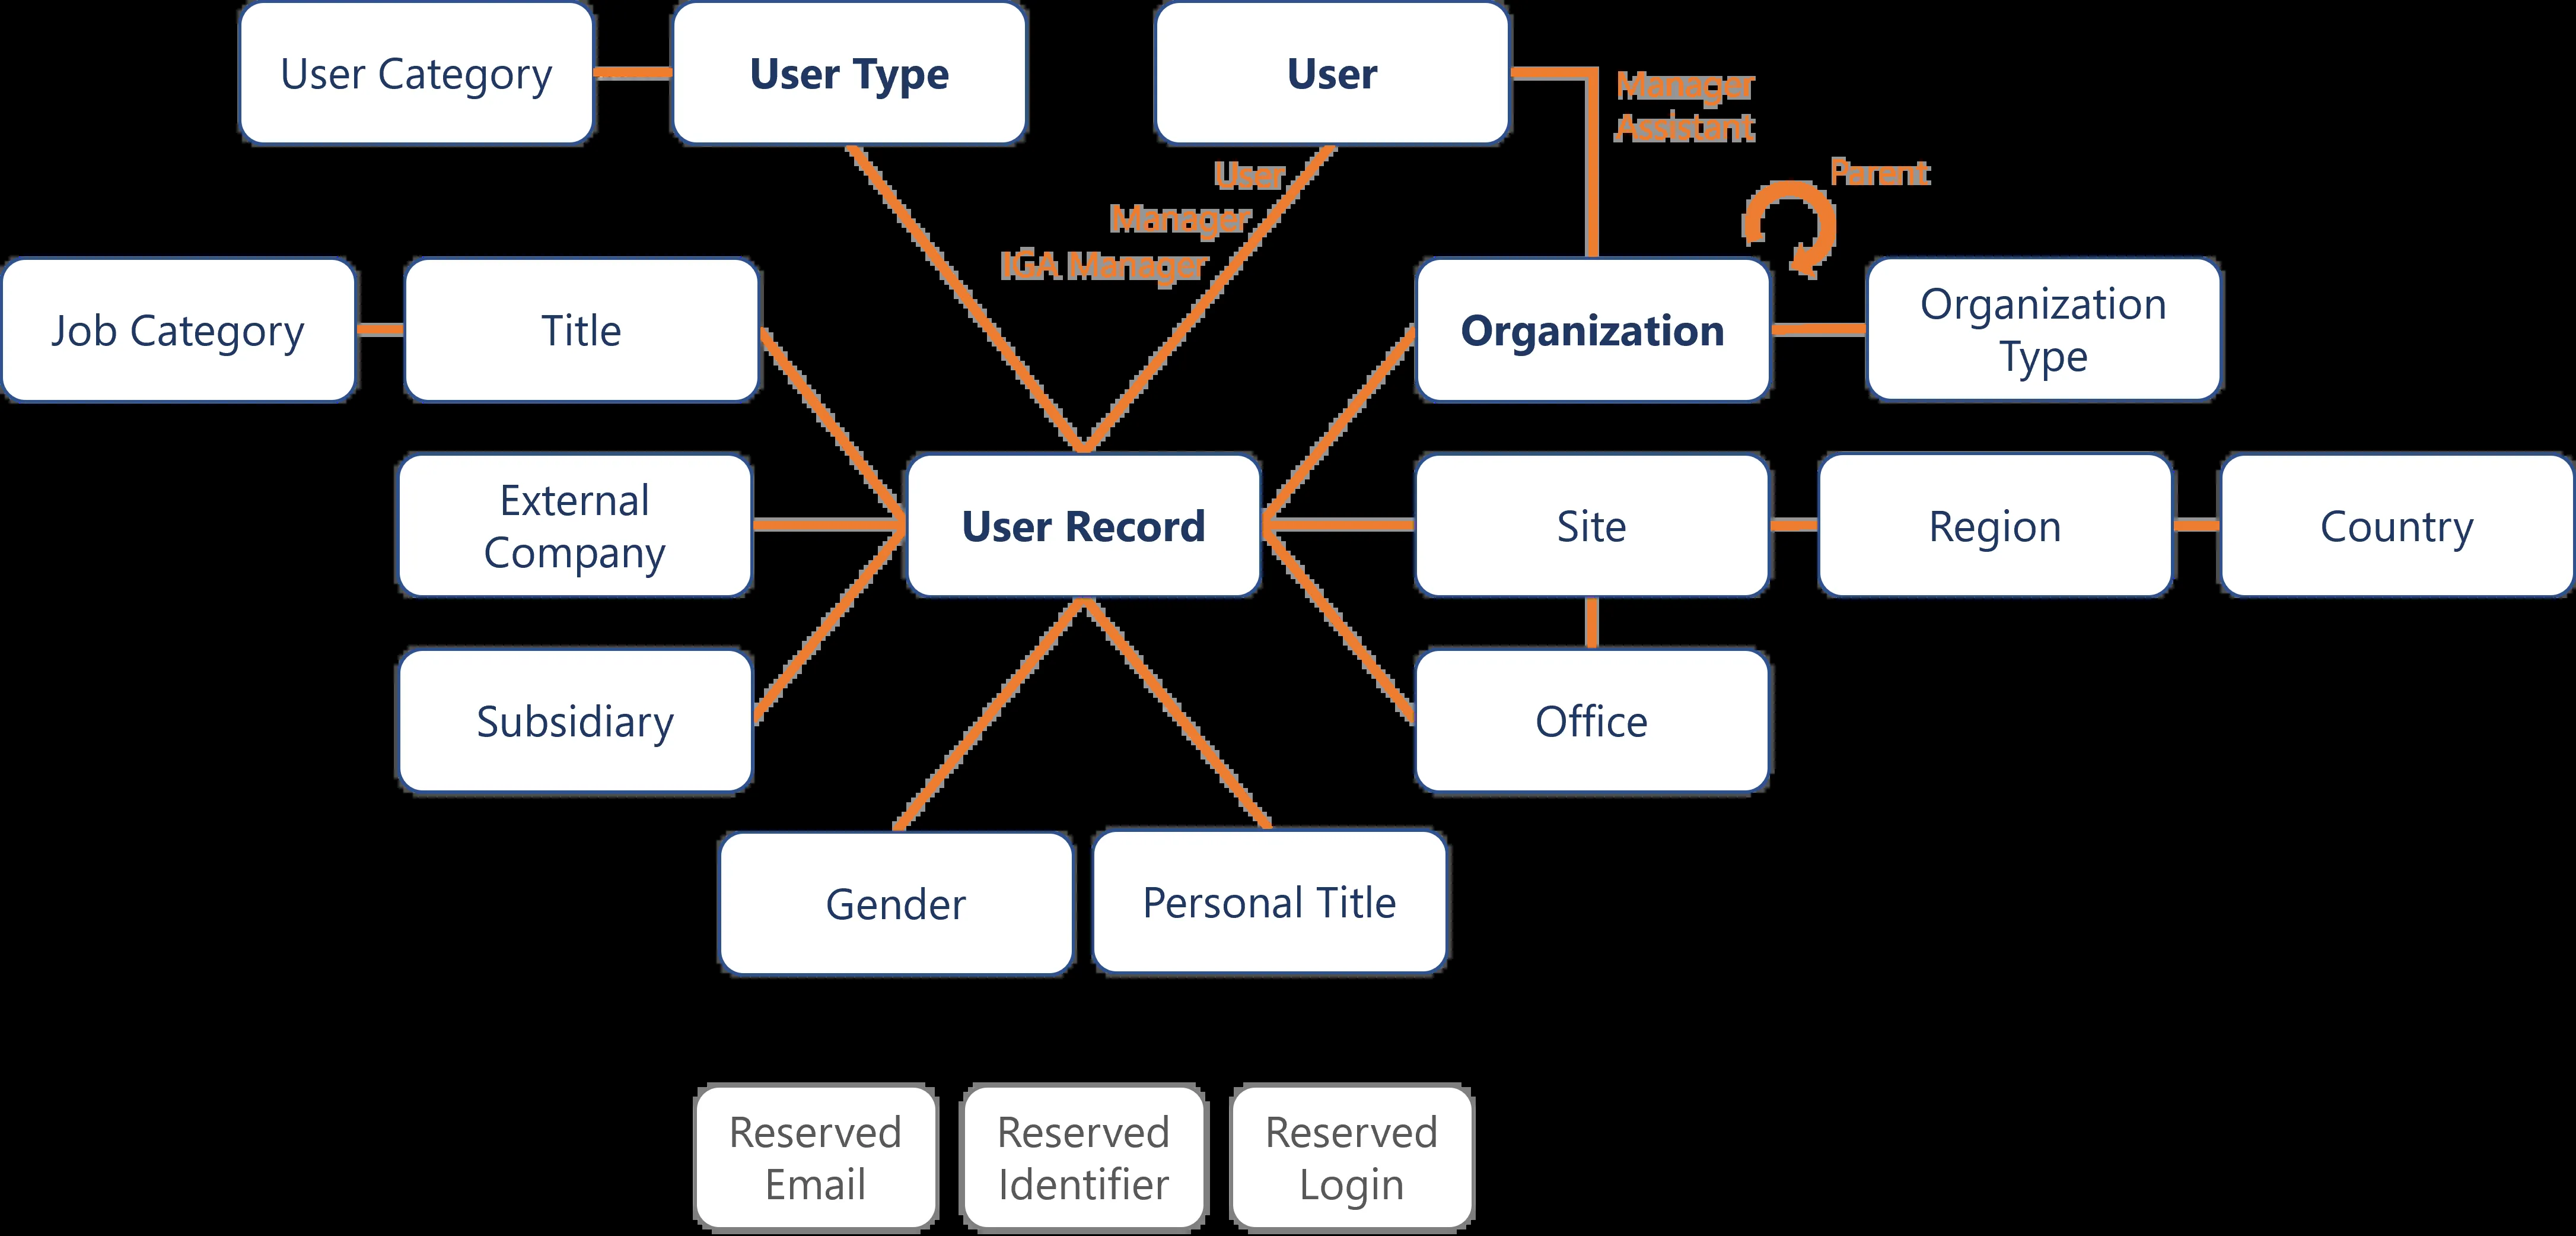 User Category
User Type
User
Manager
Assistant
Parent
User
Manager
IGA Manager
Job Category
Title
Organization
Organization
Type
External
Company
User Record
Site
Region
Country
Subsidiary
Office
Gender
Personal Title
Reserved
Email
Reserved
Identifier
Reserved
Login